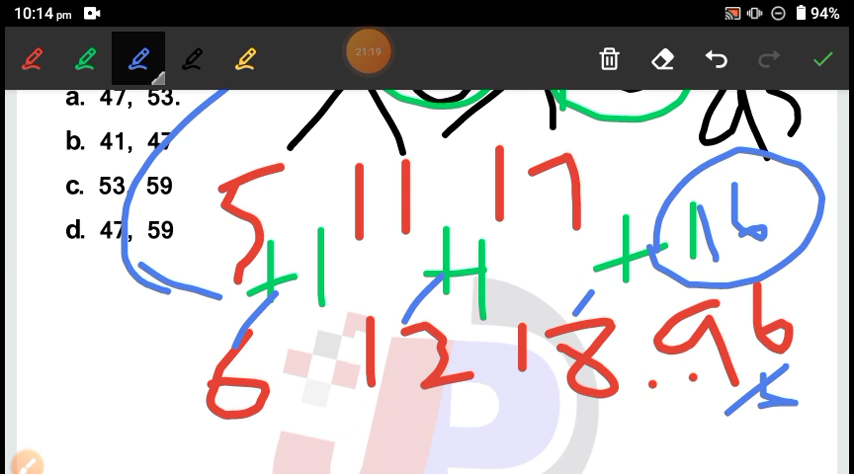 10:14 pm 94%
21:19
a. 47, 53.
b. 41, 47
c. 53, 59
d. 47, 59
5 11 17 16
+1 +1 +1
6 12 18..96